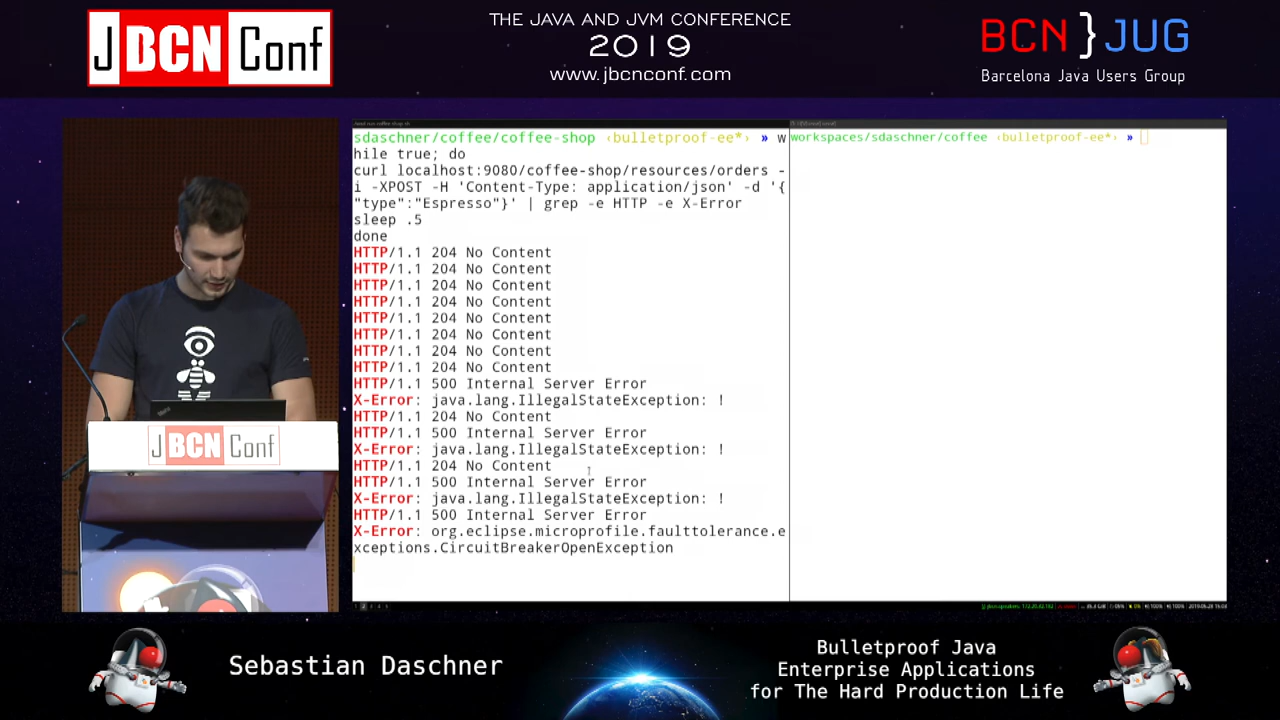 JBCNConf
THE JAVA AND JVM CONFERENCE
2019
www.jbcnconf.com
BCN}JUG
Barcelona Java Users Group
sdaschner/coffee/coffee-shop ‹bulletproof-ee*› » w
hile true; do
curl localhost:9080/coffee-shop/resources/orders -
i -XPOST -H 'Content-Type: application/json' -d '{
"type":"Espresso"}' | grep -e HTTP -e X-Error
sleep .5
done
HTTP/1.1 204 No Content
HTTP/1.1 204 No Content
HTTP/1.1 204 No Content
HTTP/1.1 204 No Content
HTTP/1.1 204 No Content
HTTP/1.1 204 No Content
HTTP/1.1 204 No Content
HTTP/1.1 204 No Content
HTTP/1.1 500 Internal Server Error
X-Error: java.lang.IllegalStateException: !
HTTP/1.1 204 No Content
HTTP/1.1 500 Internal Server Error
X-Error: java.lang.IllegalStateException: !
HTTP/1.1 204 No Content
HTTP/1.1 500 Internal Server Error
X-Error: java.lang.IllegalStateException: !
HTTP/1.1 500 Internal Server Error
X-Error: org.eclipse.microprofile.faulttolerance.e
xceptions.CircuitBreakerOpenException
workspaces/sdaschner/coffee ‹bulletproof-ee*› »
JBCNConf
Sebastian Daschner
Bulletproof Java
Enterprise Applications
for The Hard Production Life